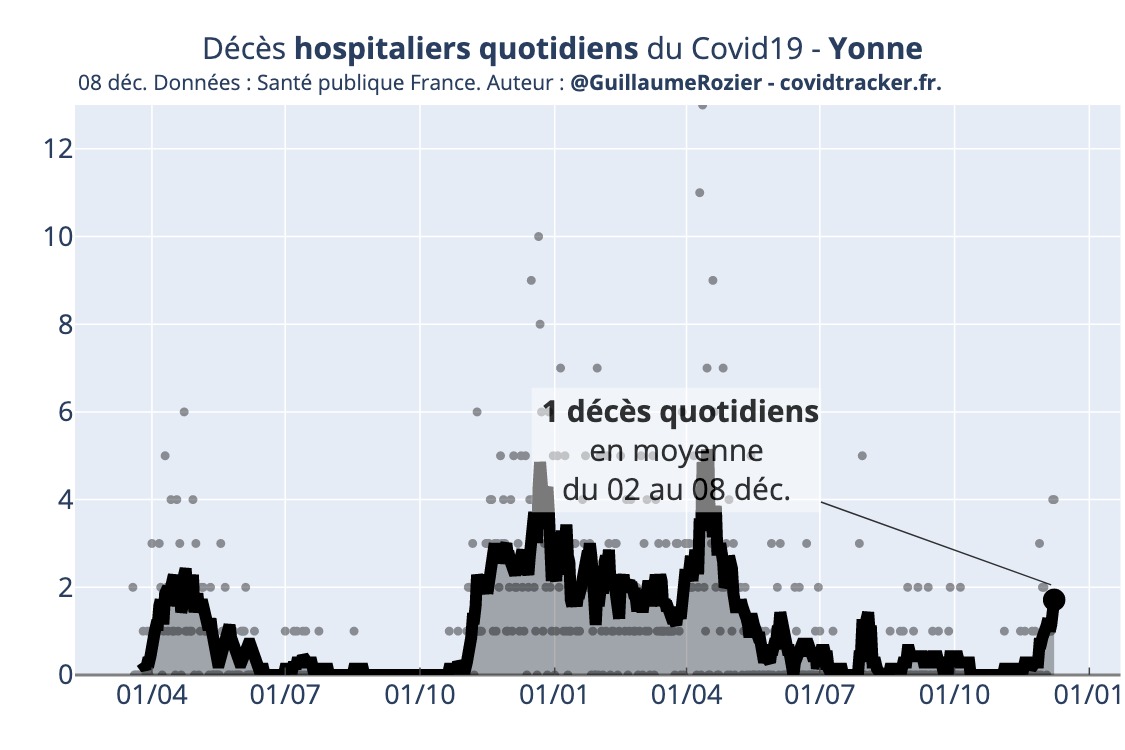 Décès hospitaliers quotidiens du Covid19 - Yonne
08 déc. Données : Santé publique France. Auteur : @GuillaumeRozier - covidtracker.fr.
12
10
8
6
4
2
0
1 décès quotidiens
en moyenne
du 02 au 08 déc.
01/04 01/07 01/10 01/01 01/04 01/07 01/10 01/01